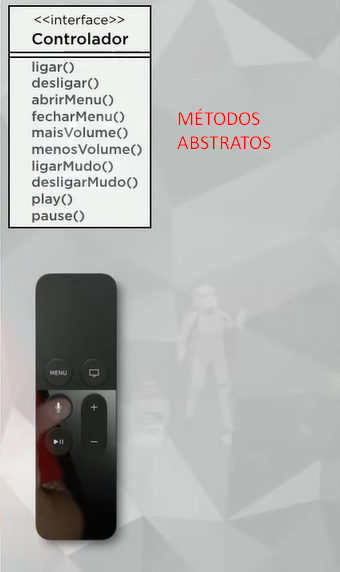 <<interface>>
Controlador
ligar()
desligar()
abrirMenu()
fecharMenu()
maisVolume()
menosVolume()
ligarMudo()
desligarMudo()
play()
pause()
MÉTODOS
ABSTRATOS
MENU
+
−